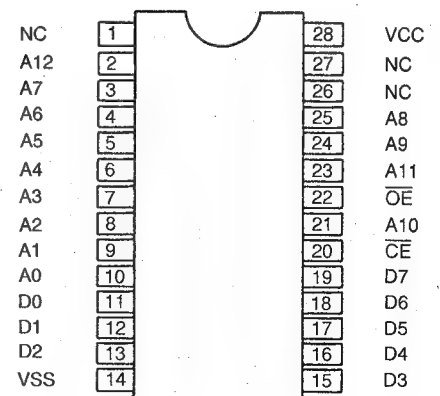 NC 1 28 VCC
A12 2 27 NC
A7 3 26 NC
A6 4 25 A8
A5 5 24 A9
A4 6 23 A11
A3 7 22 O̅E̅
A2 8 21 A10
A1 9 20 C̅E̅
A0 10 19 D7
D0 11 18 D6
D1 12 17 D5
D2 13 16 D4
VSS 14 15 D3